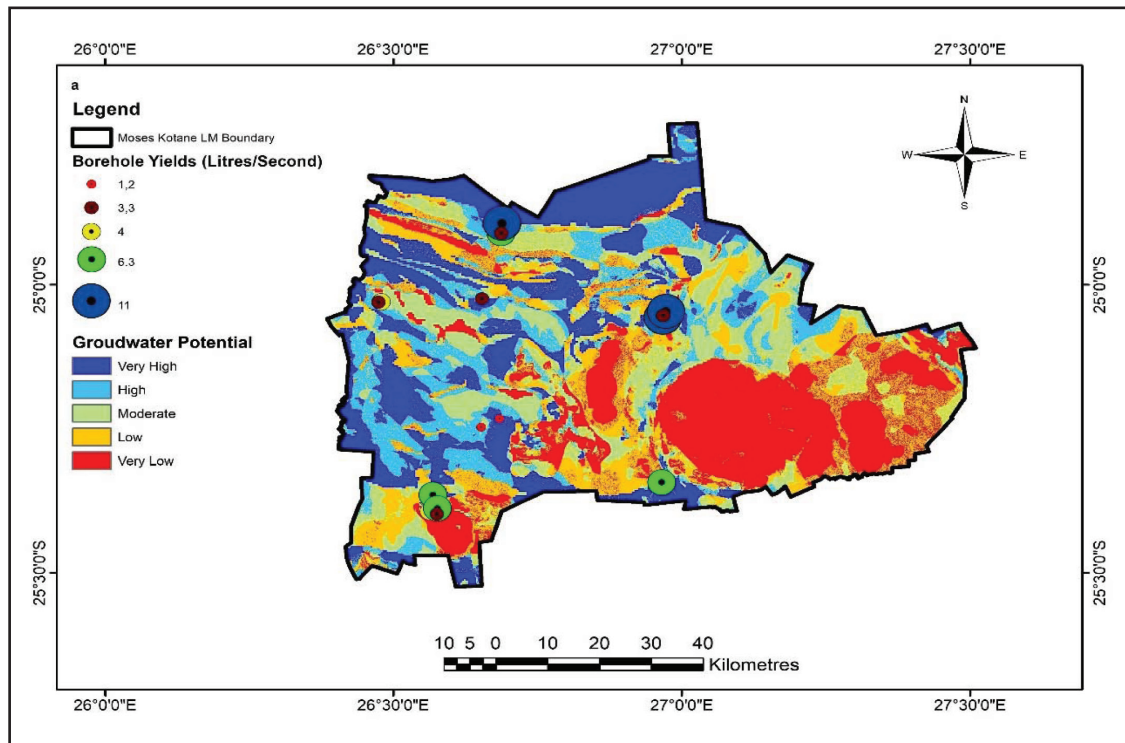 26°0'0"E 26°30'0"E 27°0'0"E 27°30'0"E
a
Legend
Moses Kotane LM Boundary
Borehole Yields (Litres/Second)
1,2
3,3
4
6.3
11
Groudwater Potential
Very High
High
Moderate
Low
Very Low
N
W E
S
25°0'0"S 25°0'0"S
25°30'0"S 25°30'0"S
10 5 0 10 20 30 40
Kilometres
26°0'0"E 26°30'0"E 27°0'0"E 27°30'0"E